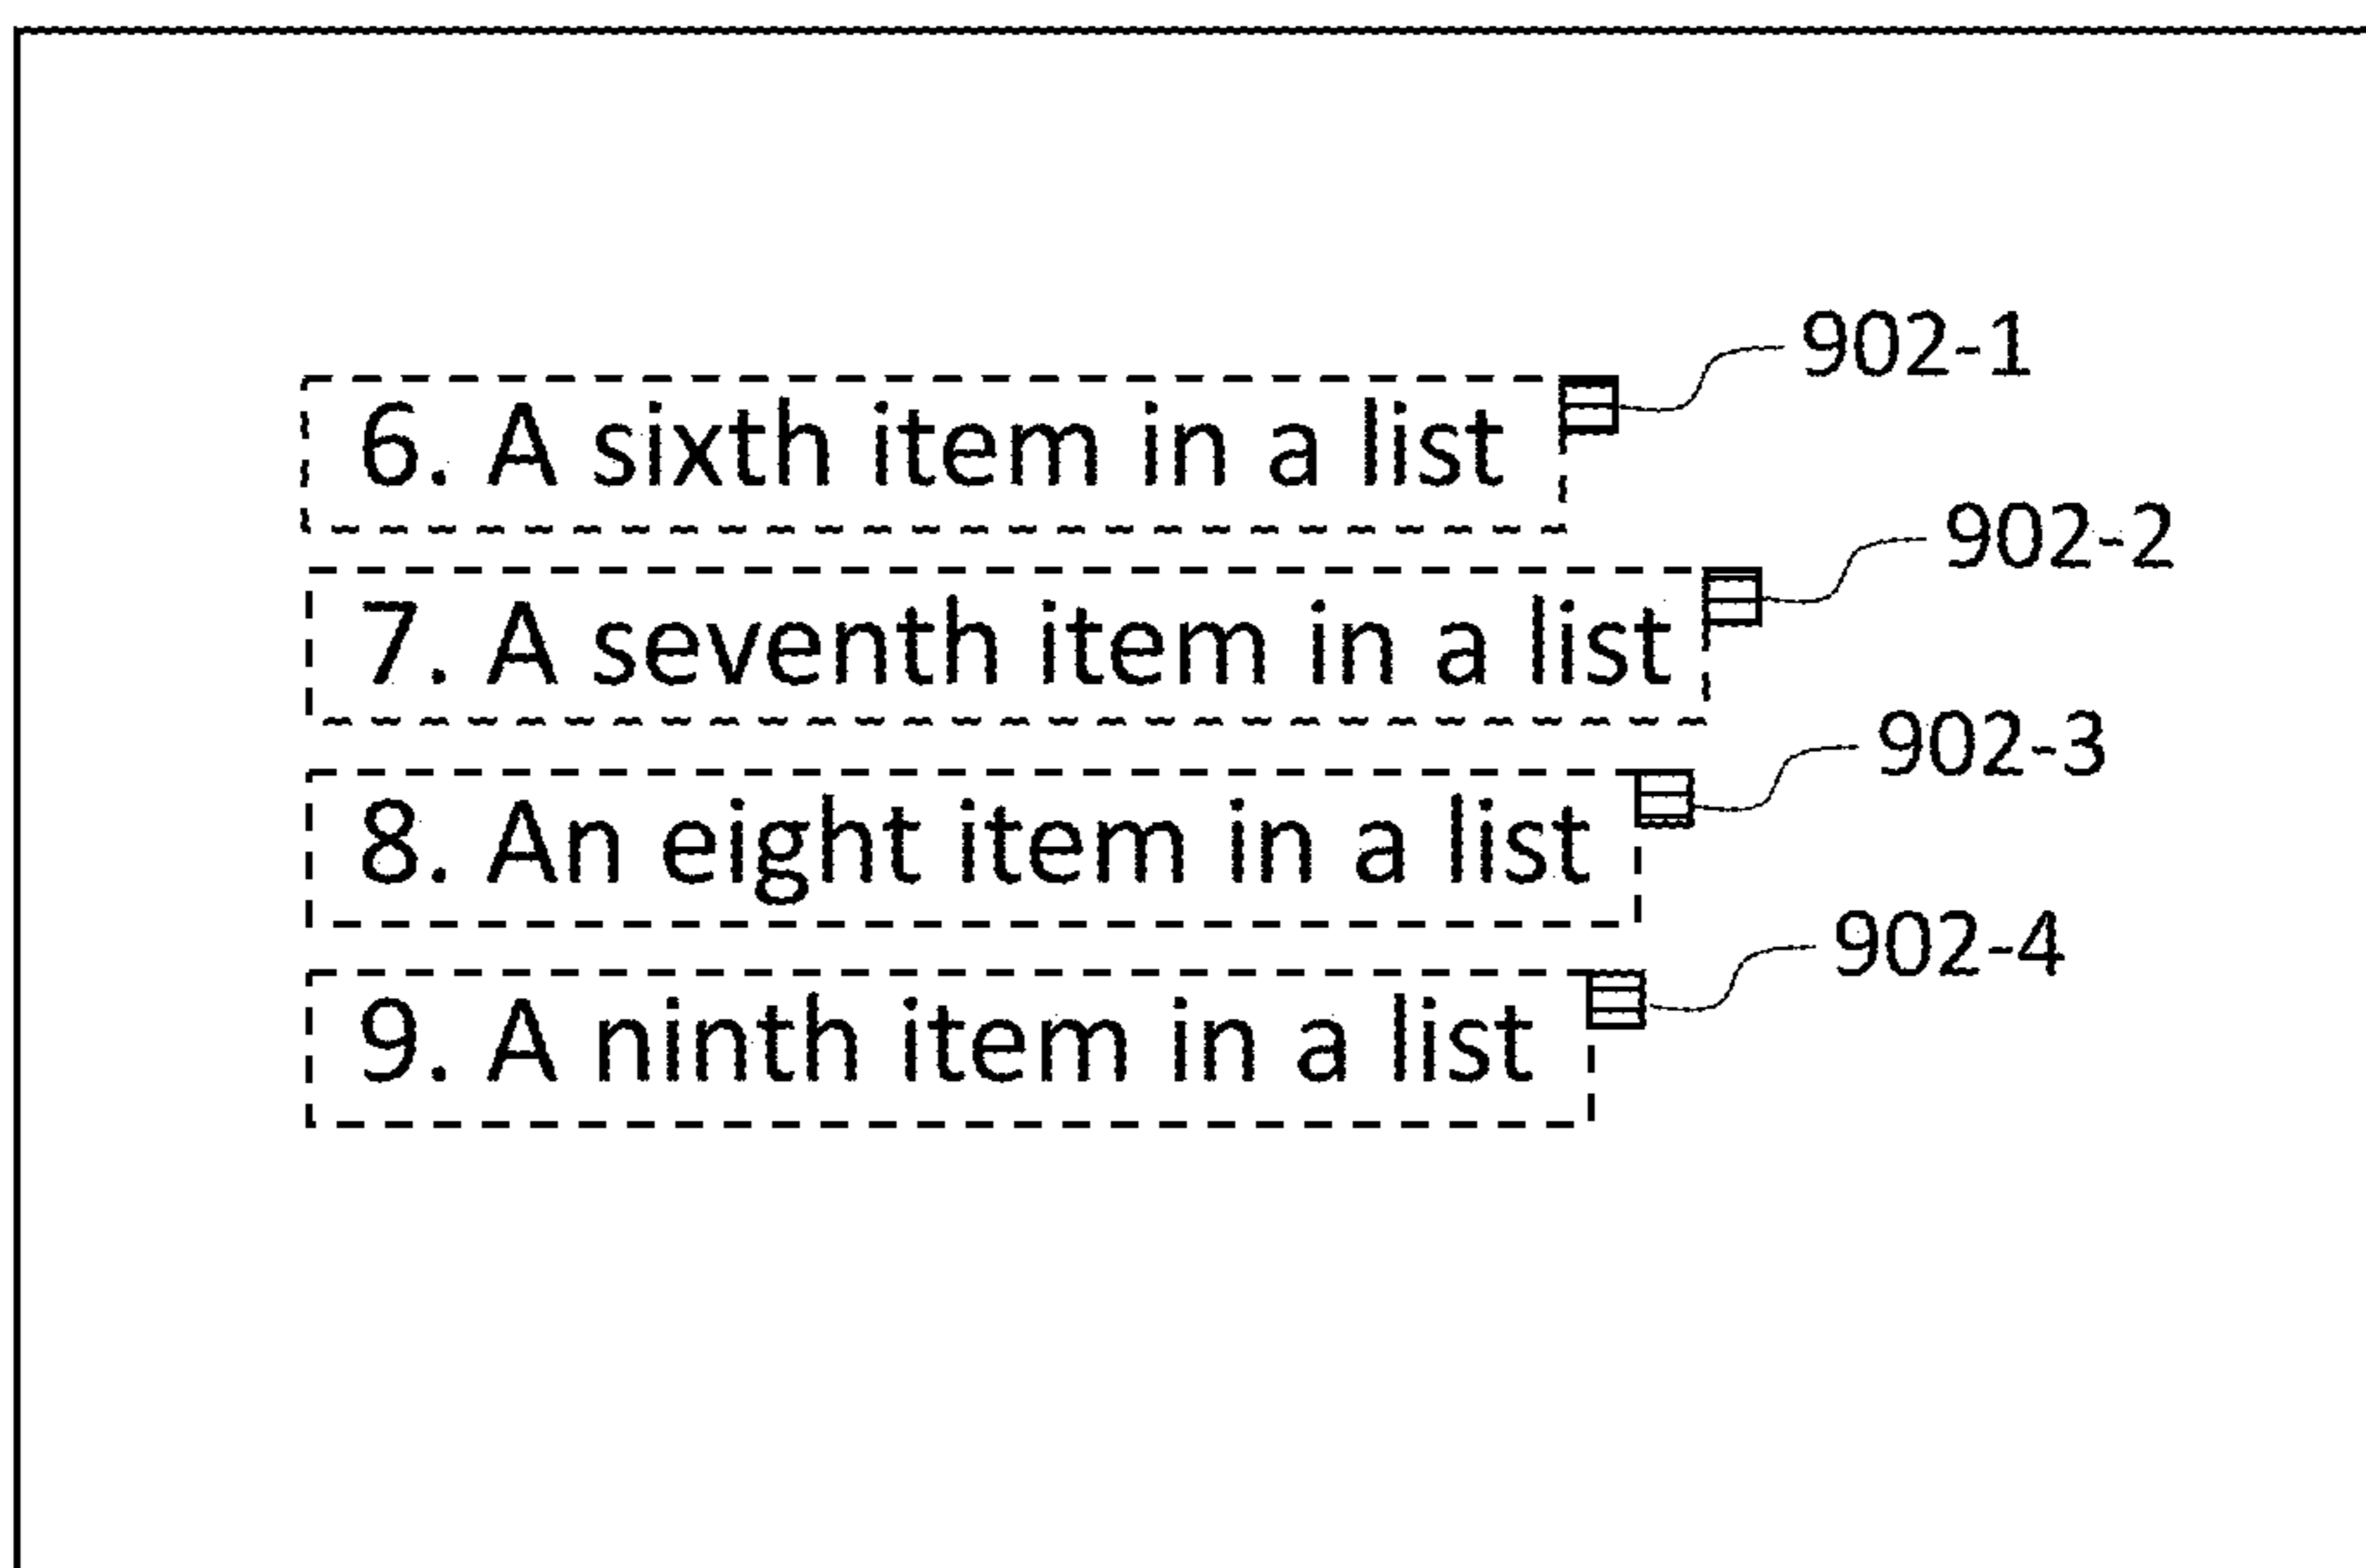 902-1
6. A sixth item in a list
902-2
7. A seventh item in a list
902-3
8. An eight item in a list
902-4
9. A ninth item in a list